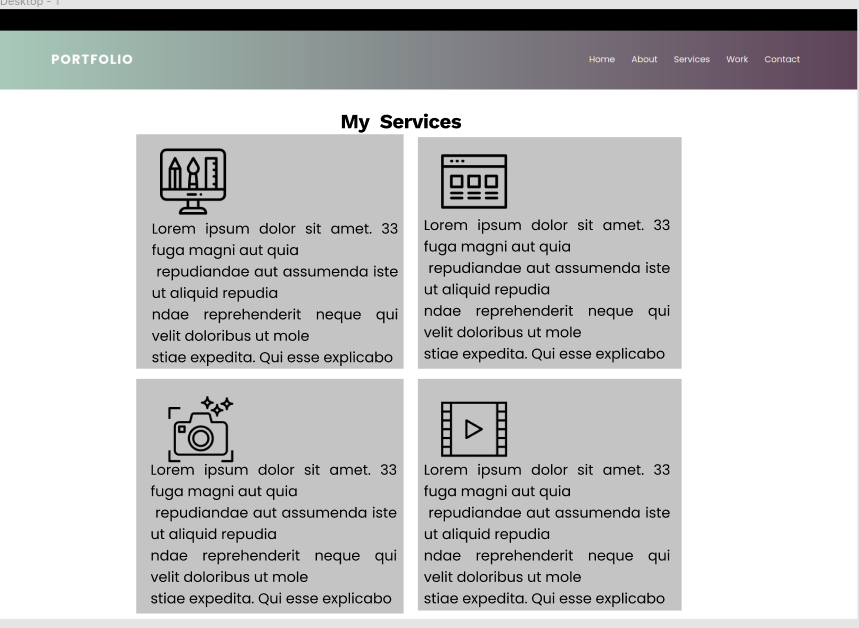 Desktop - 1
PORTFOLIO
Home About Services Work Contact
My Services
Lorem ipsum dolor sit amet. 33
fuga magni aut quia
repudiandae aut assumenda iste
ut aliquid repudia
ndae reprehenderit neque qui
velit doloribus ut mole
stiae expedita. Qui esse explicabo
Lorem ipsum dolor sit amet. 33
fuga magni aut quia
repudiandae aut assumenda iste
ut aliquid repudia
ndae reprehenderit neque qui
velit doloribus ut mole
stiae expedita. Qui esse explicabo
Lorem ipsum dolor sit amet. 33
fuga magni aut quia
repudiandae aut assumenda iste
ut aliquid repudia
ndae reprehenderit neque qui
velit doloribus ut mole
stiae expedita. Qui esse explicabo
Lorem ipsum dolor sit amet. 33
fuga magni aut quia
repudiandae aut assumenda iste
ut aliquid repudia
ndae reprehenderit neque qui
velit doloribus ut mole
stiae expedita. Qui esse explicabo